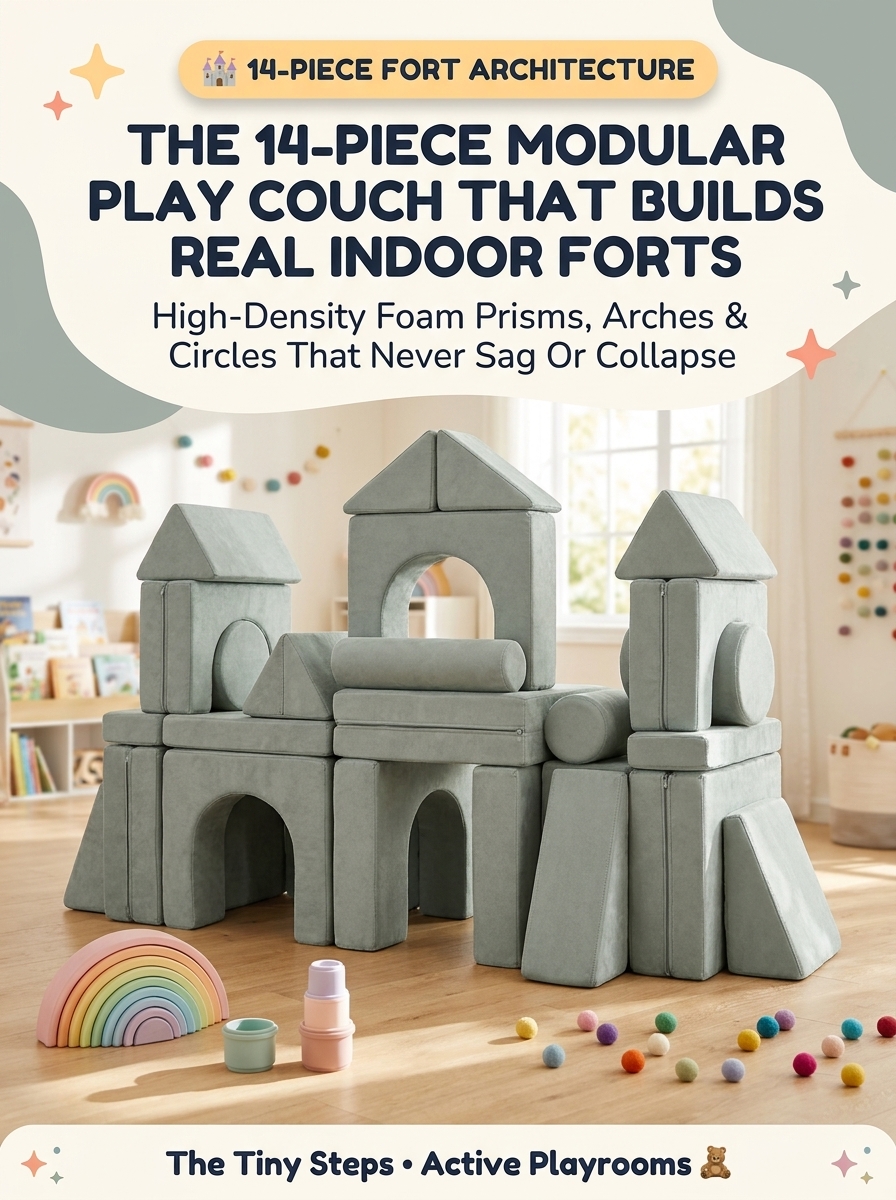 🏰 14-PIECE FORT ARCHITECTURE
THE 14-PIECE MODULAR
PLAY COUCH THAT BUILDS
REAL INDOOR FORTS
High-Density Foam Prisms, Arches &
Circles That Never Sag Or Collapse
The Tiny Steps • Active Playrooms 🧸